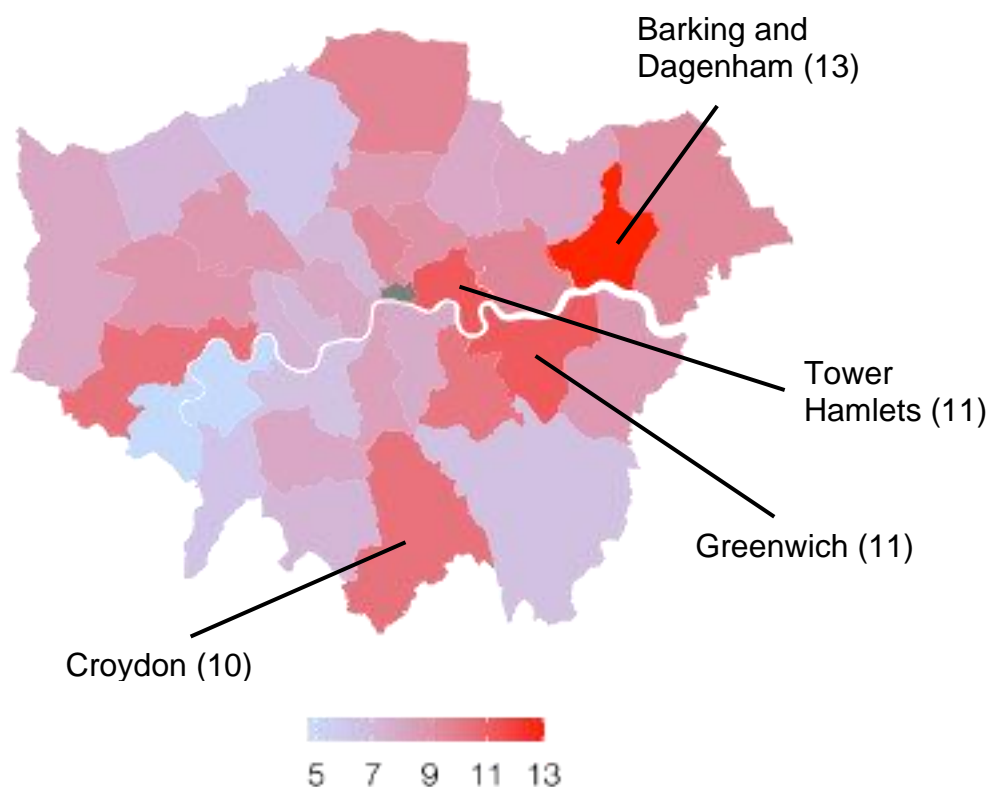 Barking and
Dagenham (13)
Tower
Hamlets (11)
Greenwich (11)
Croydon (10)
5 7 9 11 13